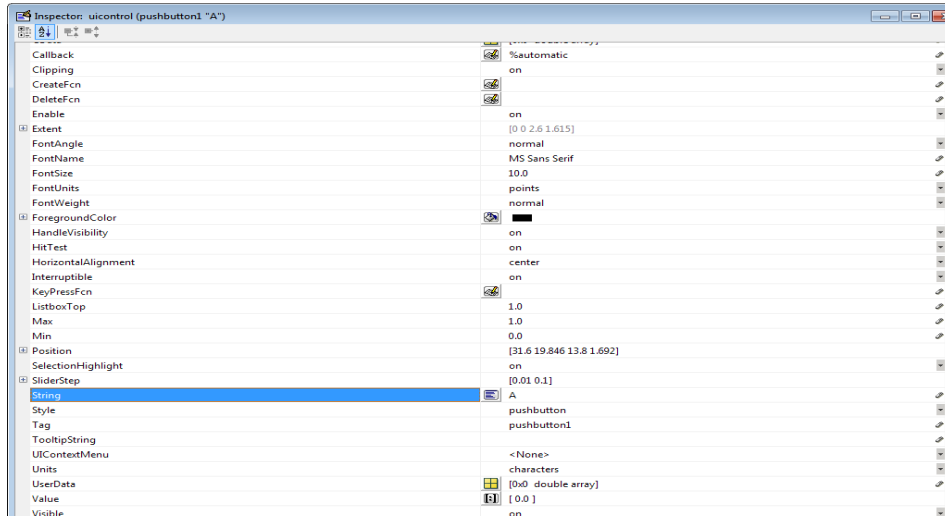 Inspector: uicontrol (pushbutton1 "A")
Callback %automatic
Clipping on
CreateFcn
DeleteFcn
Enable on
Extent [0 0 2.6 1.615]
FontAngle normal
FontName MS Sans Serif
FontSize 10.0
FontUnits points
FontWeight normal
ForegroundColor
HandleVisibility on
HitTest on
HorizontalAlignment center
Interruptible on
KeyPressFcn
ListboxTop 1.0
Max 1.0
Min 0.0
Position [31.6 19.846 13.8 1.692]
SelectionHighlight on
SliderStep [0.01 0.1]
String A
Style pushbutton
Tag pushbutton1
TooltipString
UIContextMenu <None>
Units characters
UserData [0x0 double array]
Value [ 0.0 ]
Visible on